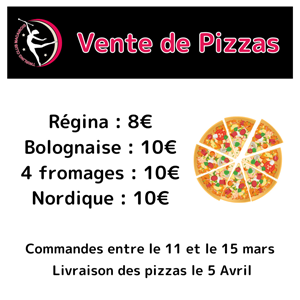 Vente de Pizzas
Régina : 8€
Bolognaise : 10€
4 fromages : 10€
Nordique : 10€
Commandes entre le 11 et le 15 mars
Livraison des pizzas le 5 Avril